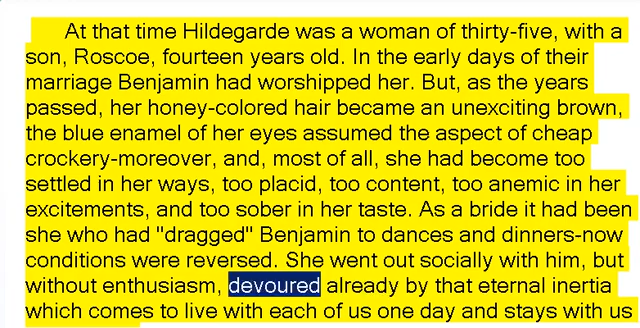 At that time Hildegarde was a woman of thirty-five, with a
son, Roscoe, fourteen years old. In the early days of their
marriage Benjamin had worshipped her. But, as the years
passed, her honey-colored hair became an unexciting brown,
the blue enamel of her eyes assumed the aspect of cheap
crockery-moreover, and, most of all, she had become too
settled in her ways, too placid, too content, too anemic in her
excitements, and too sober in her taste. As a bride it had been
she who had "dragged" Benjamin to dances and dinners-now
conditions were reversed. She went out socially with him, but
without enthusiasm, devoured already by that eternal inertia
which comes to live with each of us one day and stays with us